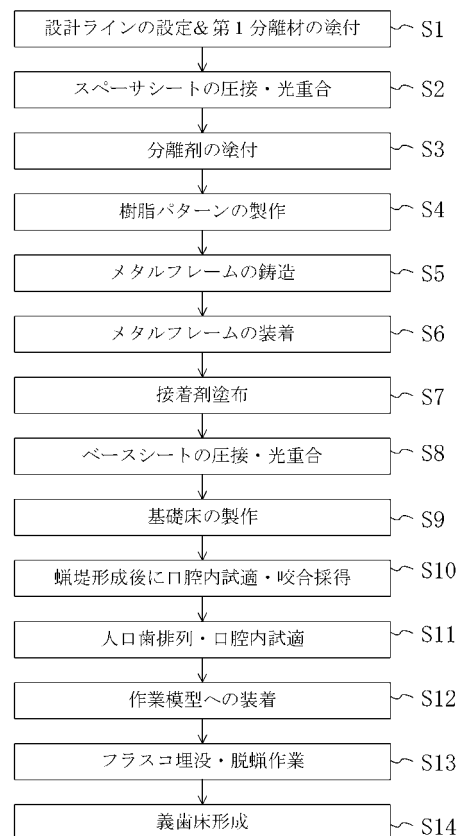 設計ラインの設定&第1分離材の塗付 S1
スペーサシートの圧接・光重合 S2
分離剤の塗付 S3
樹脂パターンの製作 S4
メタルフレームの鋳造 S5
メタルフレームの装着 S6
接着剤塗布 S7
ベースシートの圧接・光重合 S8
基礎床の製作 S9
蝋堤形成後に口腔内試適・咬合採得 S10
人口歯排列・口腔内試適 S11
作業模型への装着 S12
フラスコ埋没・脱蝋作業 S13
義歯床形成 S14